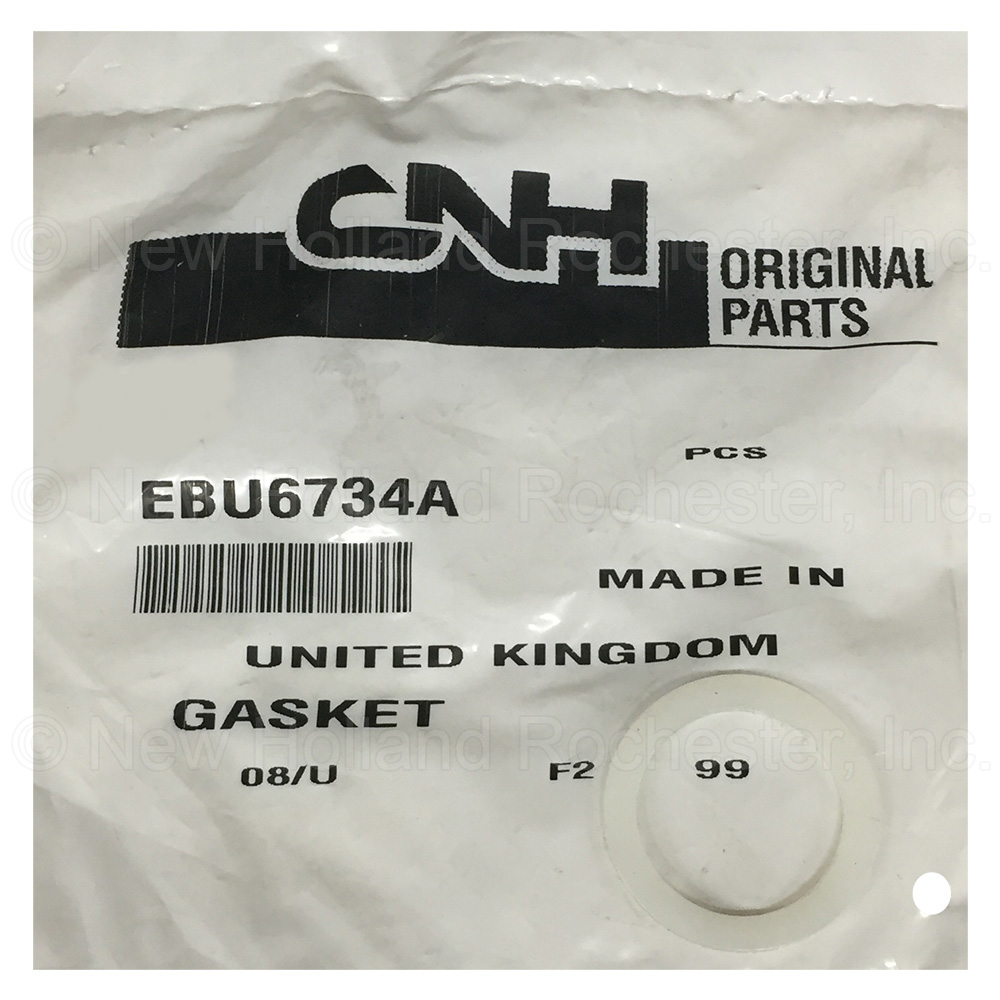 CNH
ORIGINAL
PARTS
© New Holland Rochester, Inc.
PCS
EBU6734A
© New Holland Rochester, Inc.
MADE IN
UNITED KINGDOM
GASKET
© New Holland Rochester, Inc.
08/U F2 99